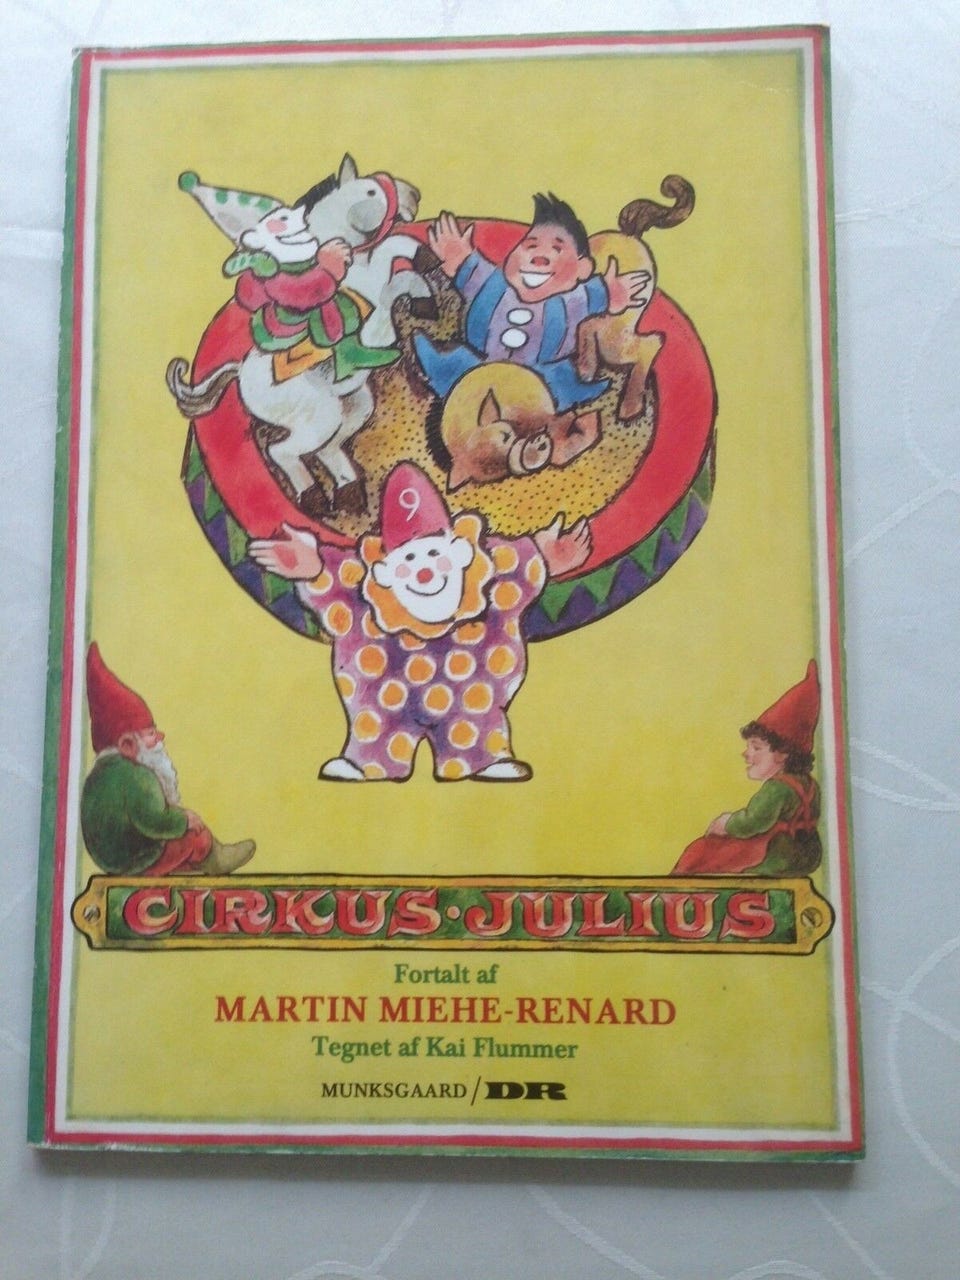 9
CIRKUS·JULIUS
Fortalt af
MARTIN MIEHE-RENARD
Tegnet af Kai Flummer
MUNKSGAARD/DR